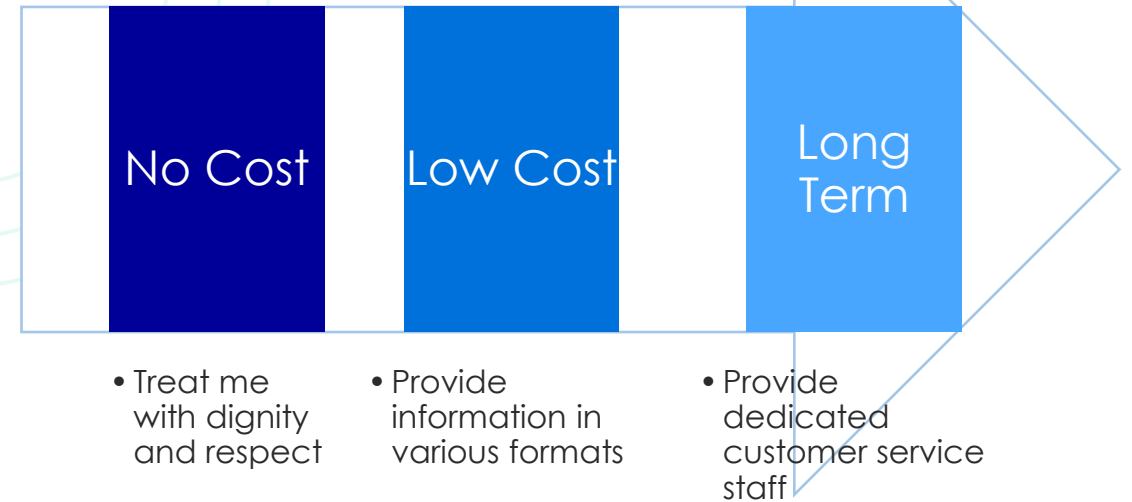 No Cost
Low Cost
Long
Term
• Treat me
with dignity
and respect
• Provide
information in
various formats
• Provide
dedicated
customer service
staff